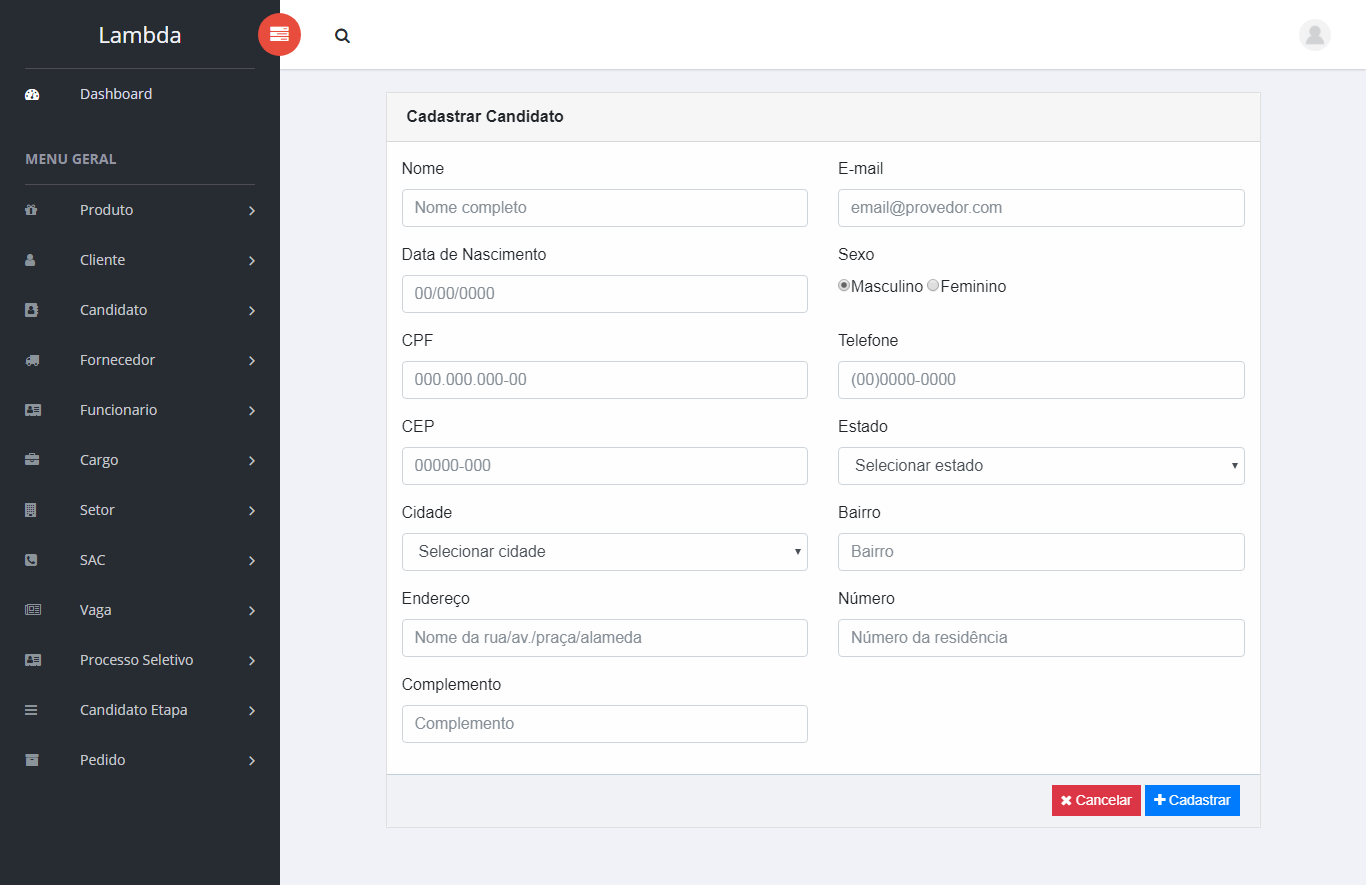 Lambda
Dashboard
MENU GERAL
Produto
Cliente
Candidato
Fornecedor
Funcionario
Cargo
Setor
SAC
Vaga
Processo Seletivo
Candidato Etapa
Pedido
Cadastrar Candidato
Nome E-mail
Nome completo email@provedor.com
Data de Nascimento Sexo
00/00/0000 Masculino Feminino
CPF Telefone
000.000.000-00 (00)0000-0000
CEP Estado
00000-000 Selecionar estado
Cidade Bairro
Selecionar cidade Bairro
Endereço Número
Nome da rua/av./praça/alameda Número da residência
Complemento
Complemento
Cancelar Cadastrar